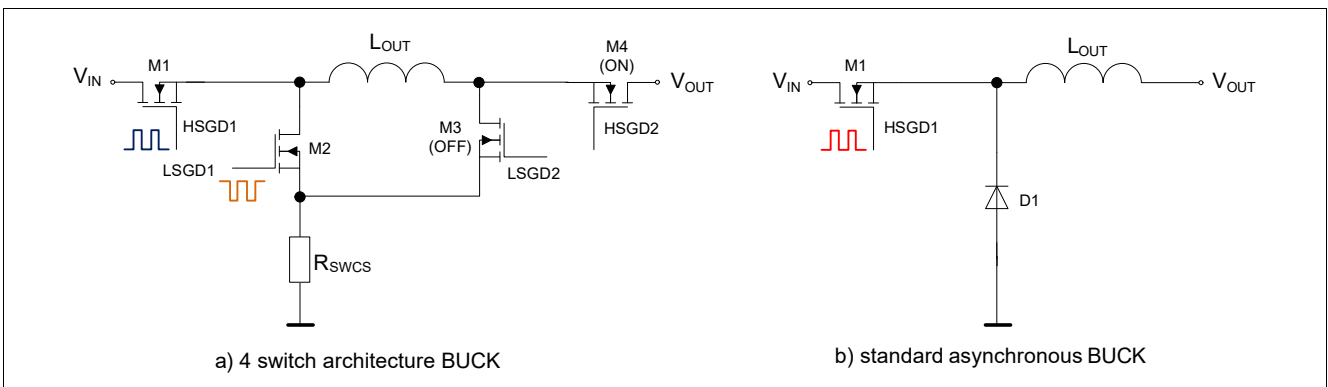 LOUT
M1
VIN
HSGD1
LSGD1
M2
M3
(OFF)
LSGD2
M4
(ON)
VOUT
HSGD2
RSWCS
a) 4 switch architecture BUCK
LOUT
M1
VIN
HSGD1
VOUT
D1
b) standard asynchronous BUCK